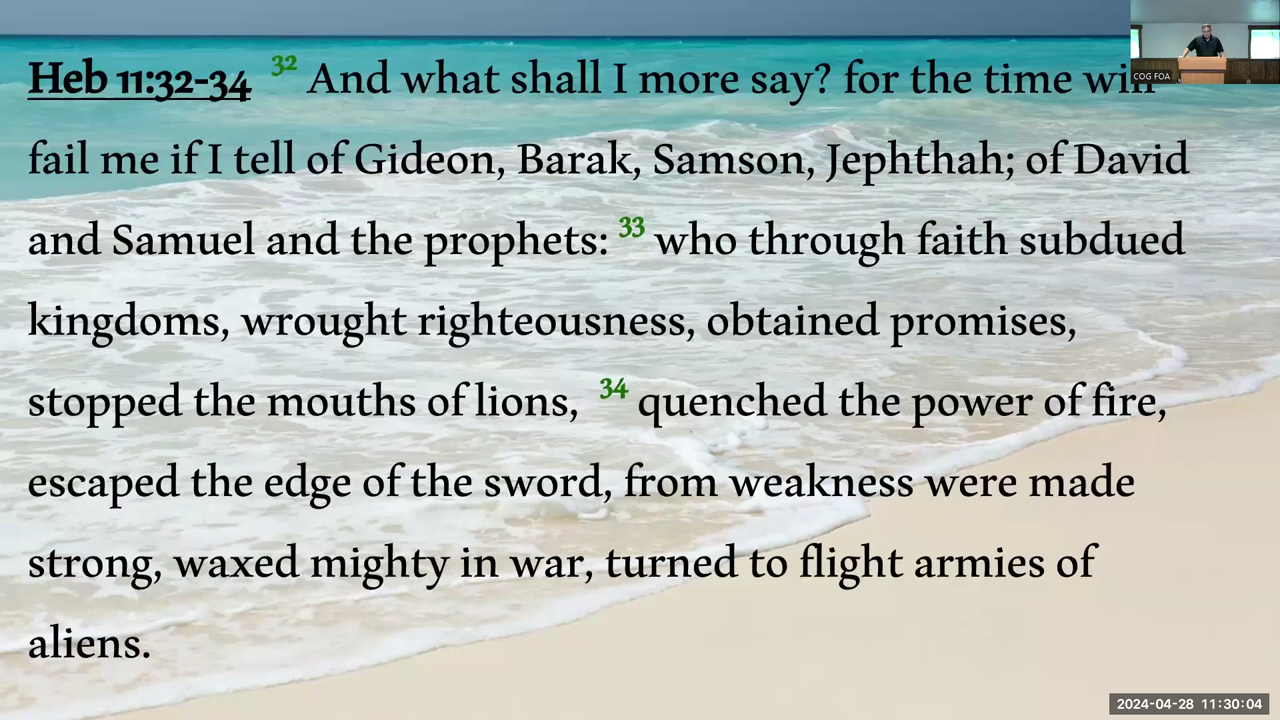 Heb 11:32-34 32 And what shall I more say? for the time will
fail me if I tell of Gideon, Barak, Samson, Jephthah; of David
and Samuel and the prophets: 33 who through faith subdued
kingdoms, wrought righteousness, obtained promises,
stopped the mouths of lions, 34 quenched the power of fire,
escaped the edge of the sword, from weakness were made
strong, waxed mighty in war, turned to flight armies of
aliens.
COG FOA
2024-04-28 11:30:04